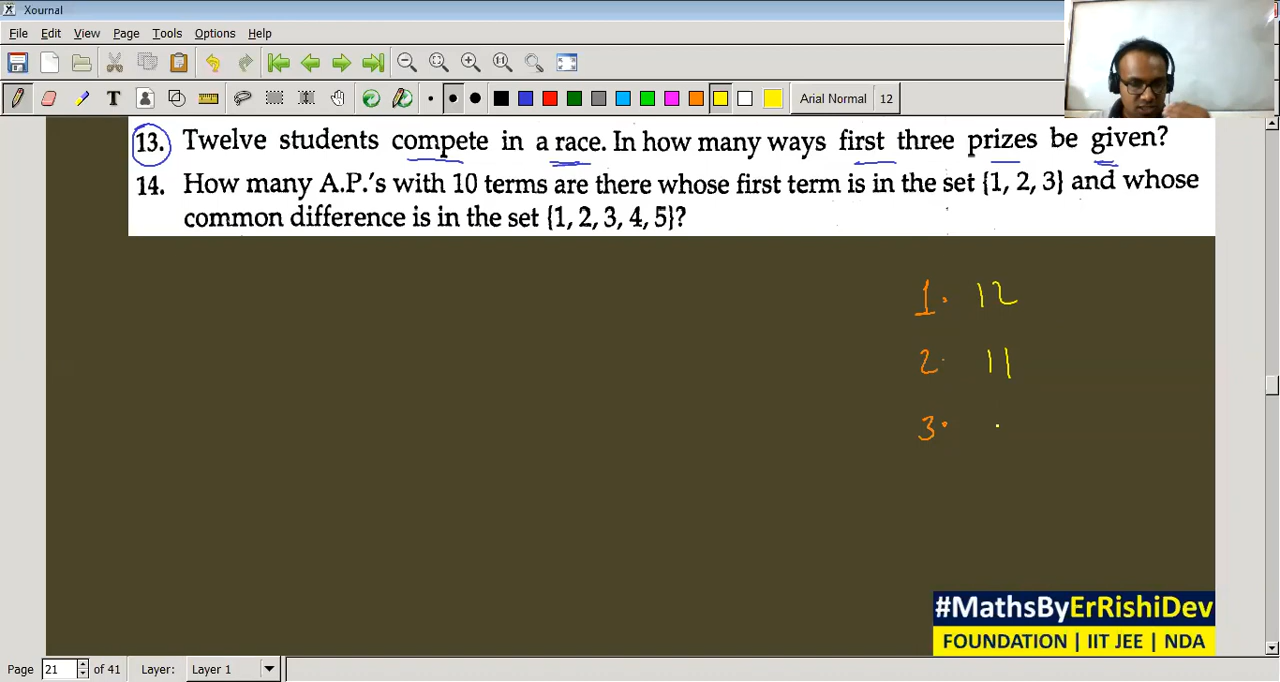 Xournal
File Edit View Page Tools Options Help
Arial Normal 12
13. Twelve students compete in a race. In how many ways first three prizes be given?
14. How many A.P.'s with 10 terms are there whose first term is in the set {1, 2, 3} and whose
common difference is in the set {1, 2, 3, 4, 5}?
1. 12
2. 11
3.
#MathsByErRishiDev
FOUNDATION | IIT JEE | NDA
Page 21 of 41 Layer: Layer 1